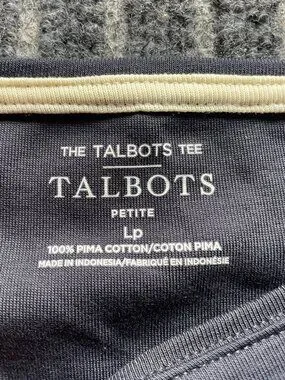 THE TALBOTS TEE
TALBOTS
PETITE
Lp
100% PIMA COTTON/COTON PIMA
MADE IN INDONESIA/FABRIQUÉ EN INDONÉSIE